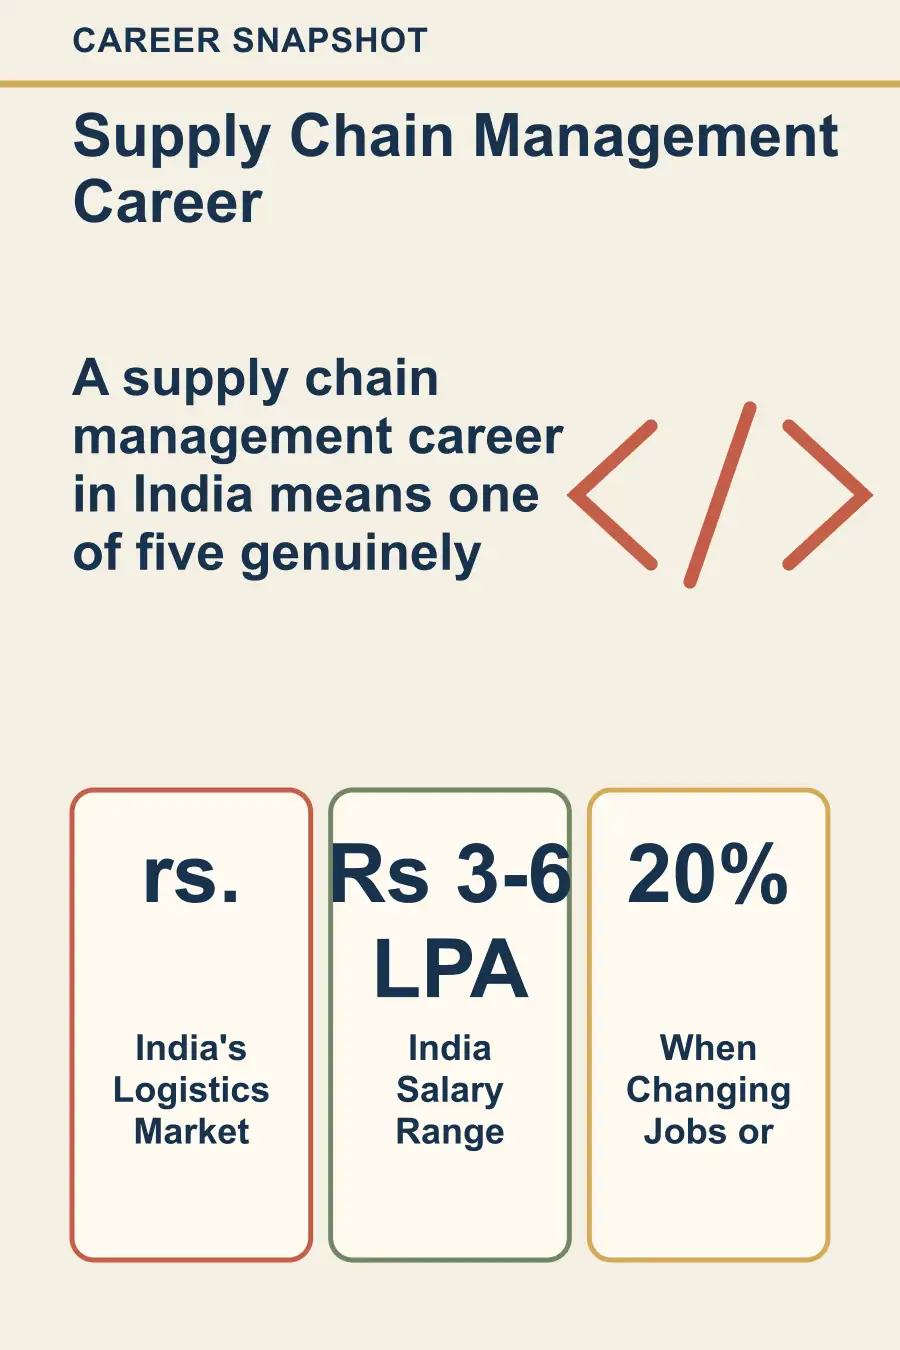 CAREER SNAPSHOT
Supply Chain Management
Career
A supply chain
management career
in India means one
of five genuinely
rs.
India's
Logistics
Market
Rs 3-6
LPA
India
Salary
Range
20%
When
Changing
Jobs or